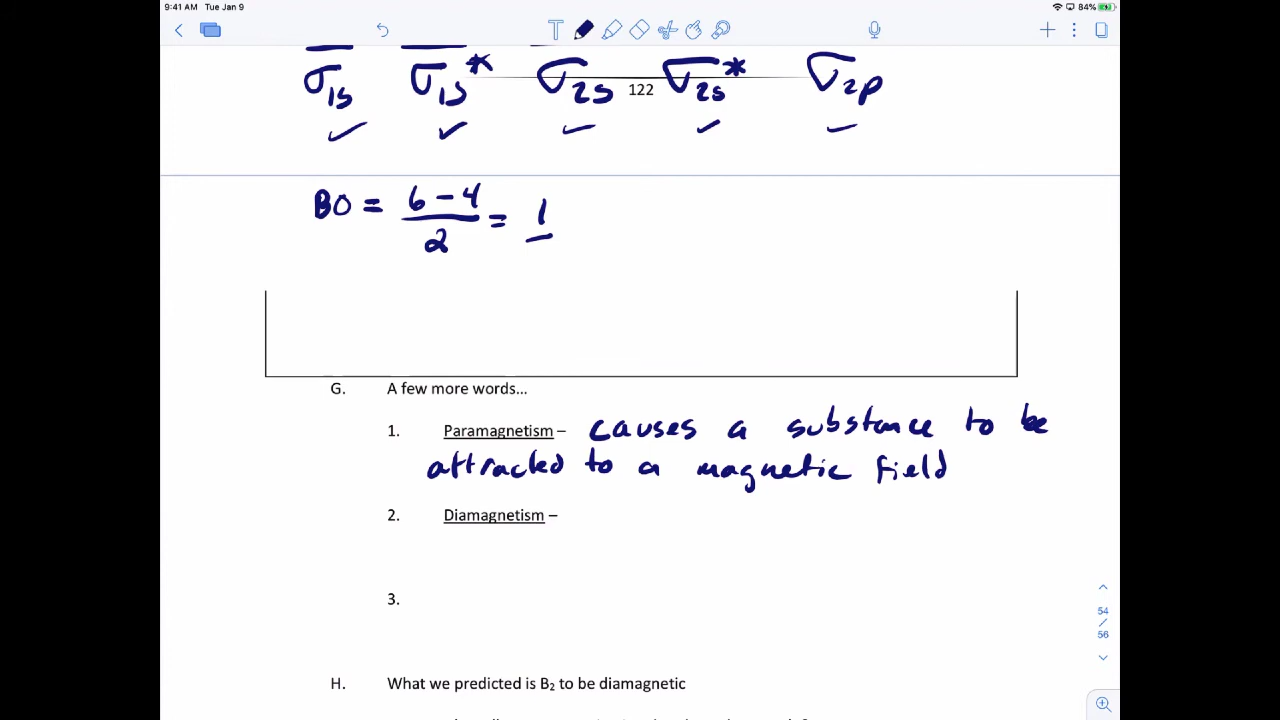 9:41 AM Tue Jan 9
84%
σ1s σ1s* σ2s σ2s* σ2p
122
✓ ✓ ✓ ✓ ✓
BO = 6 - 4 / 2 = 1
G. A few more words...
1. Paramagnetism – causes a substance to be
attracted to a magnetic field
2. Diamagnetism –
3.
54
/
56
H. What we predicted is B₂ to be diamagnetic